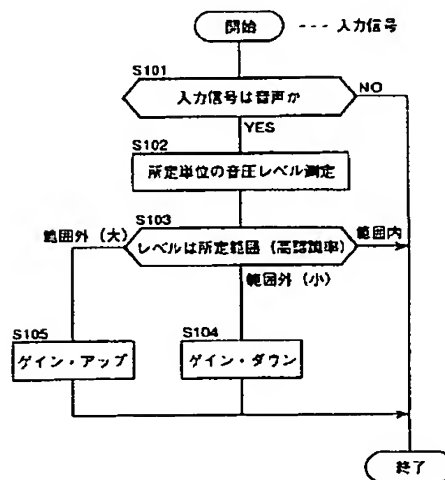 開始 --- 入力信号
S101
入力信号は音声か
NO
YES
S102
所定単位の音圧レベル測定
S103
範囲外（大）
レベルは所定範囲（高認識率）
範囲内
範囲外（小）
S105
S104
ゲイン・アップ
ゲイン・ダウン
終了